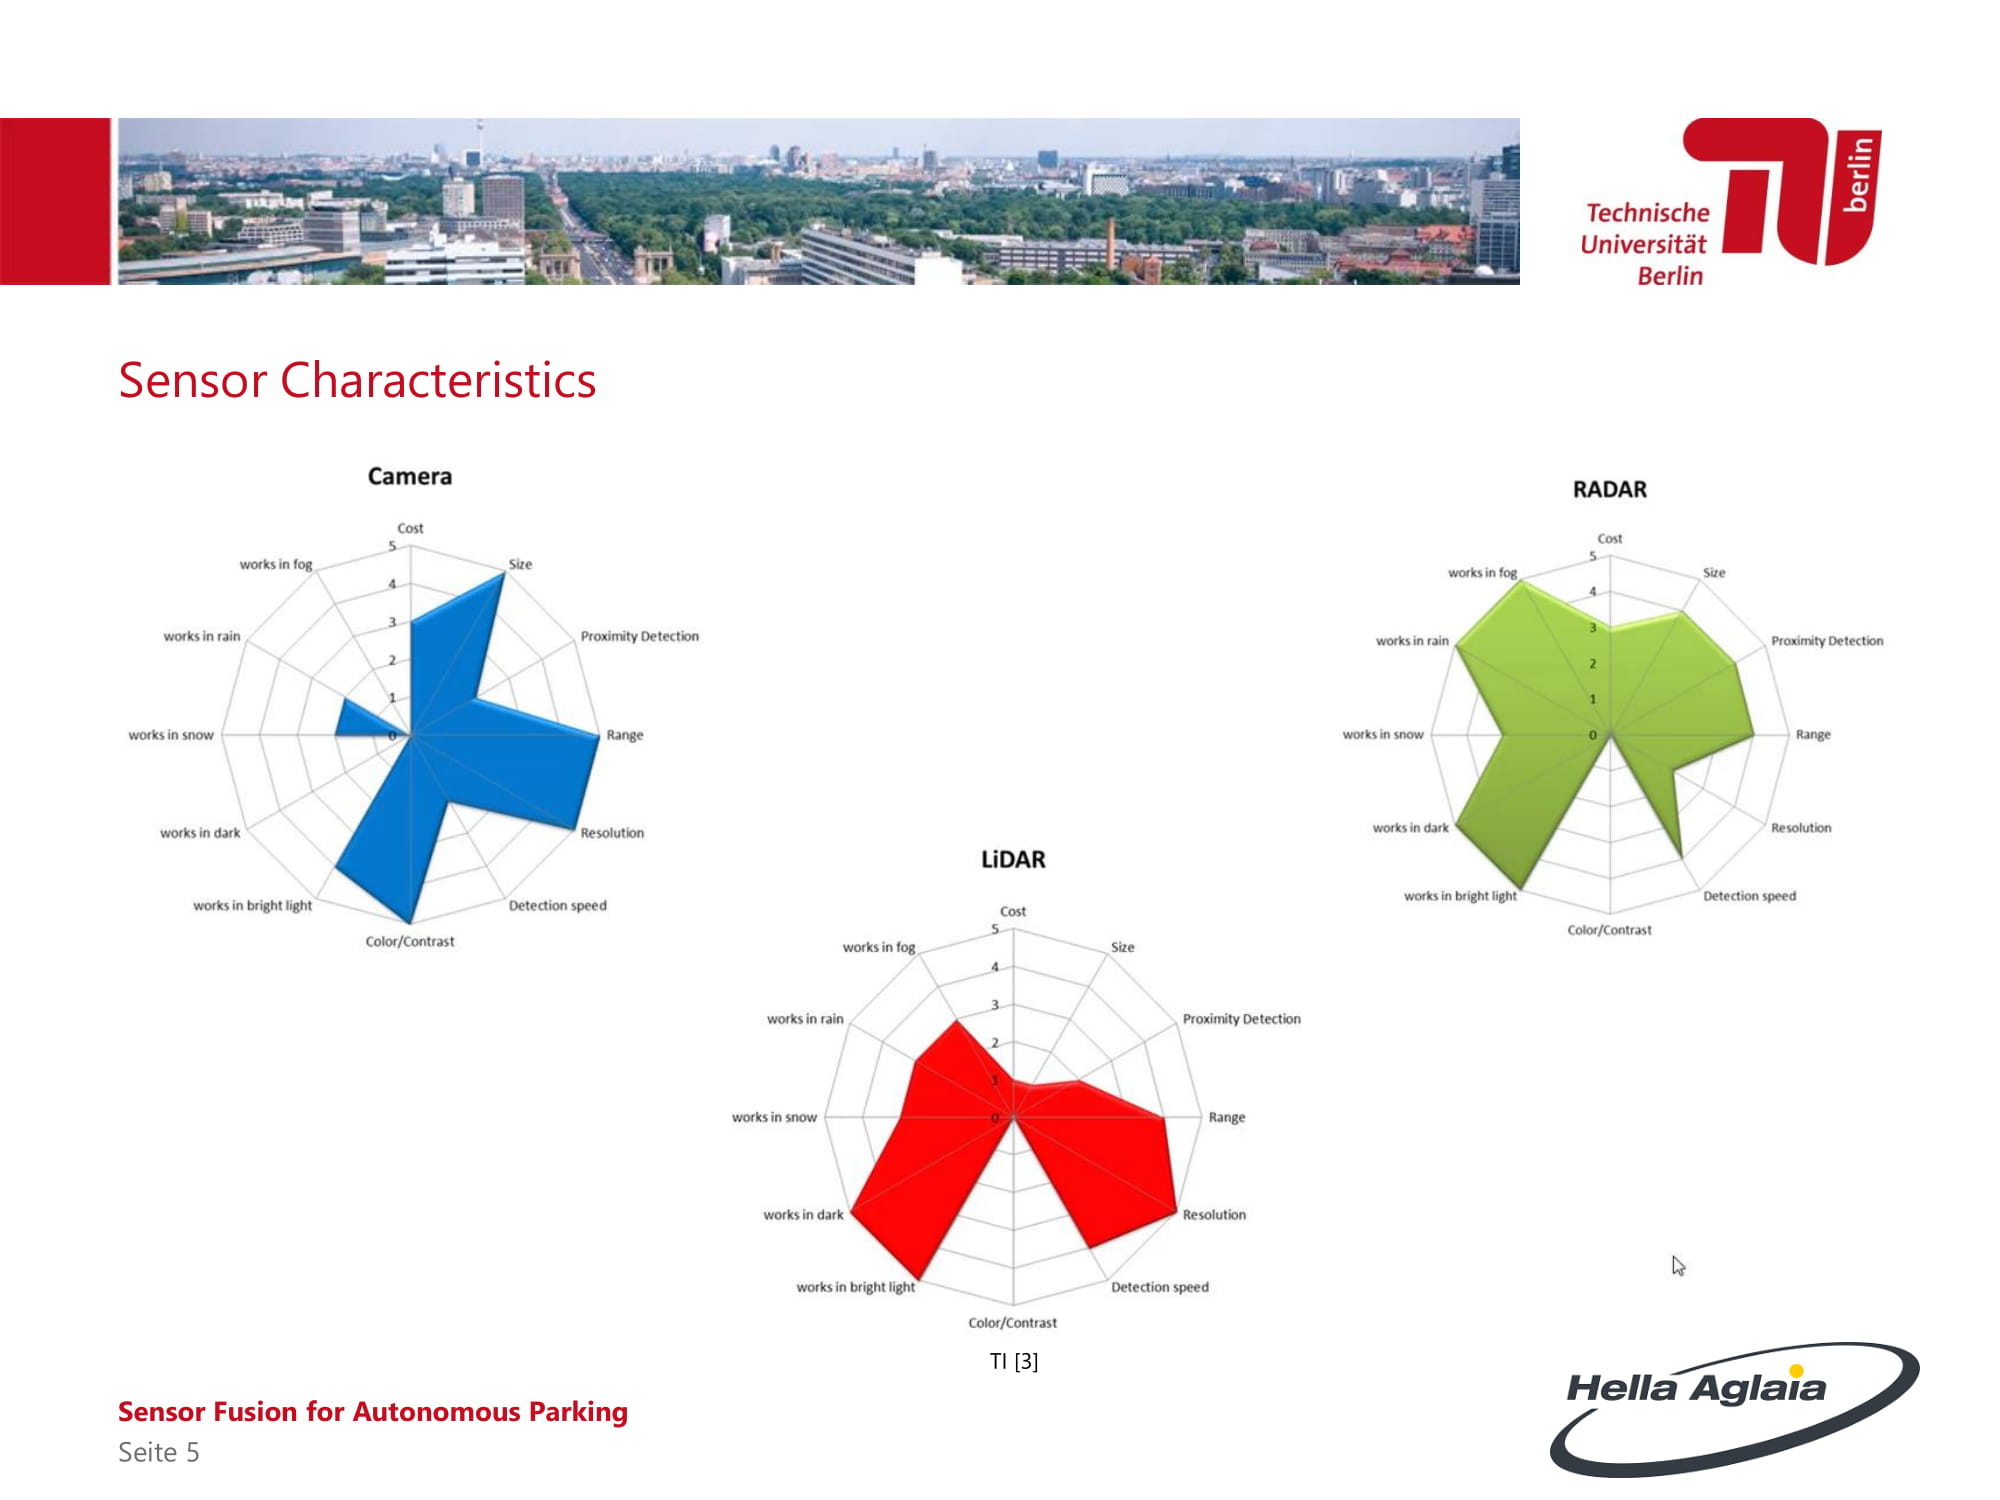 Technische
Universität
Berlin
berlin
Sensor Characteristics
Camera
Cost
Size
Proximity Detection
Range
Resolution
Detection speed
Color/Contrast
works in bright light
works in dark
works in snow
works in rain
works in fog
5
4
3
2
1
0
LiDAR
Cost
Size
Proximity Detection
Range
Resolution
Detection speed
Color/Contrast
works in bright light
works in dark
works in snow
works in rain
works in fog
5
4
3
2
1
0
RADAR
Cost
Size
Proximity Detection
Range
Resolution
Detection speed
Color/Contrast
works in bright light
works in dark
works in snow
works in rain
works in fog
5
4
3
2
1
0
TI [3]
Sensor Fusion for Autonomous Parking
Seite 5
Hella Aglaia